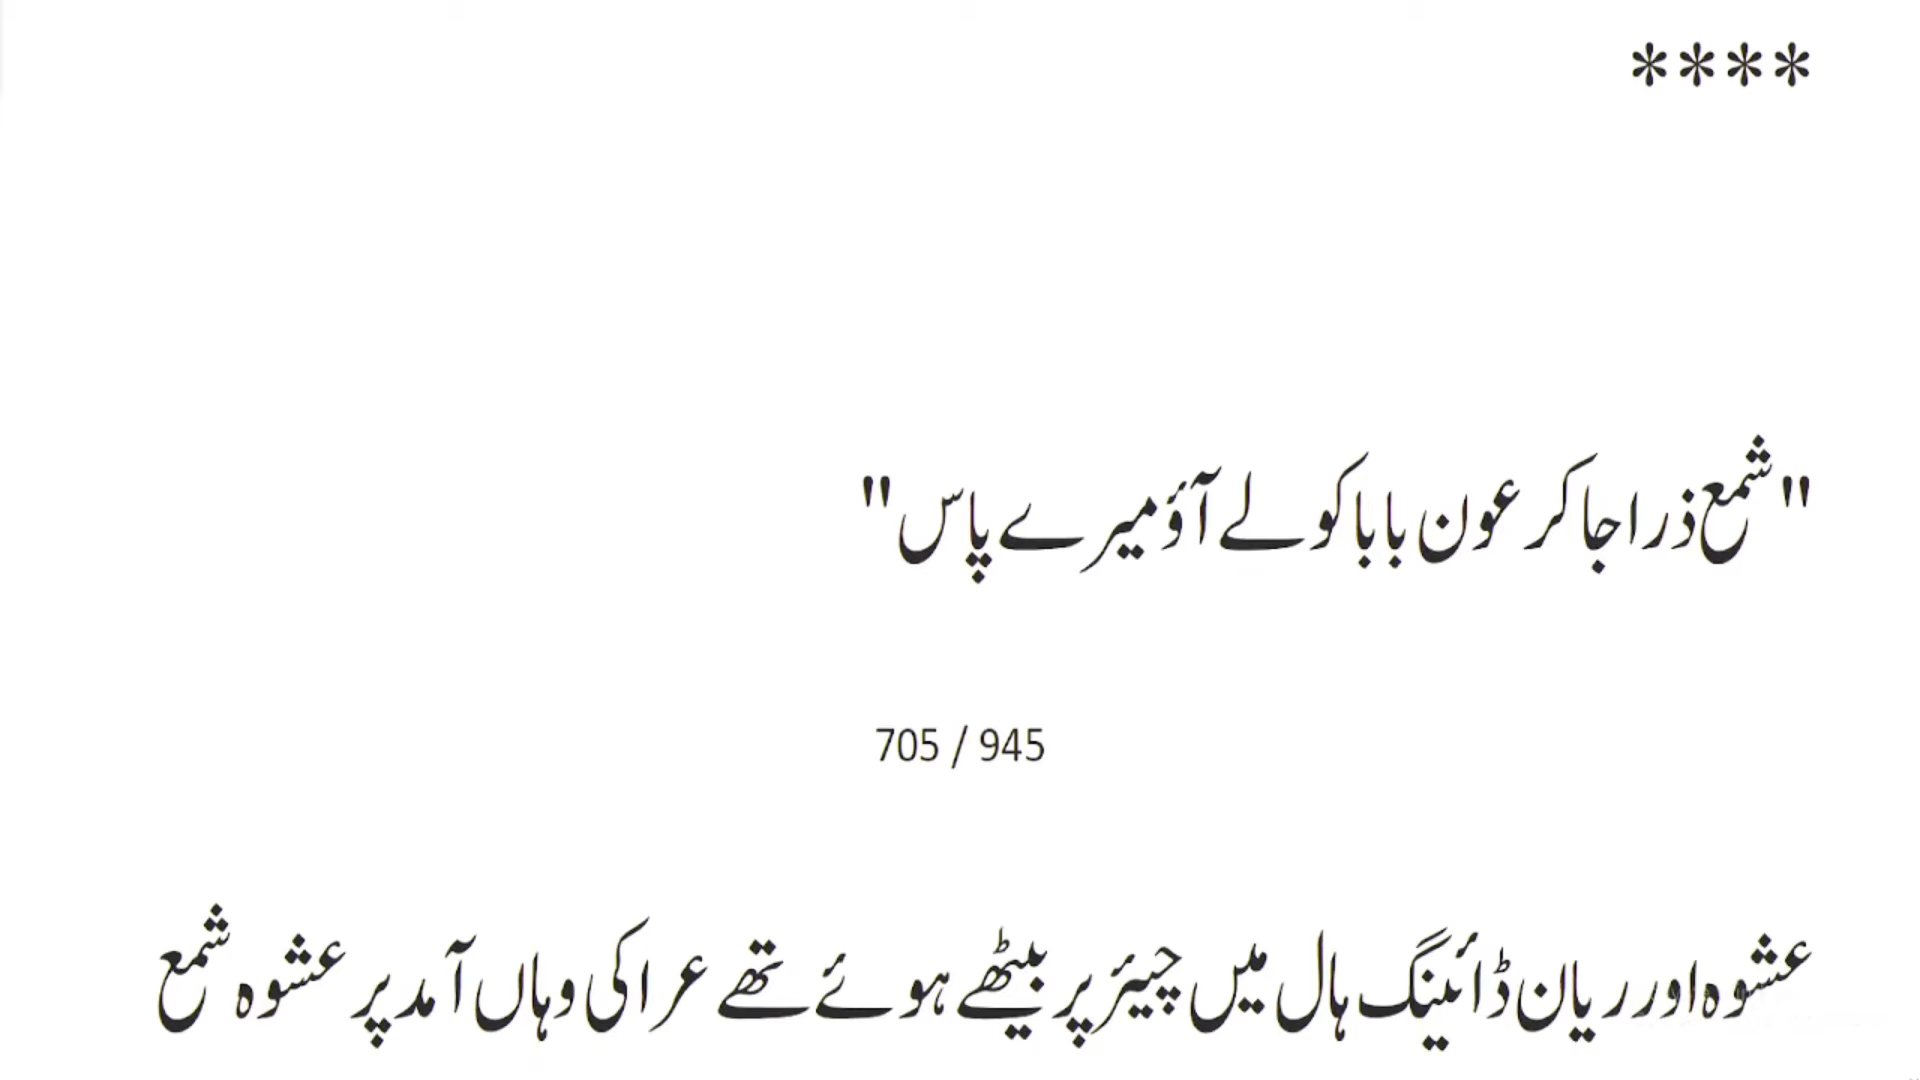 ****
"شمع ذرا جا کر عون بابا کو لے آؤ میرے پاس"
705 / 945
عشوہ اور ریان ڈائینگ ہال میں چیئر پر بیٹھے ہوئے تھے عرا کی وہاں آمد پر عشوہ شمع